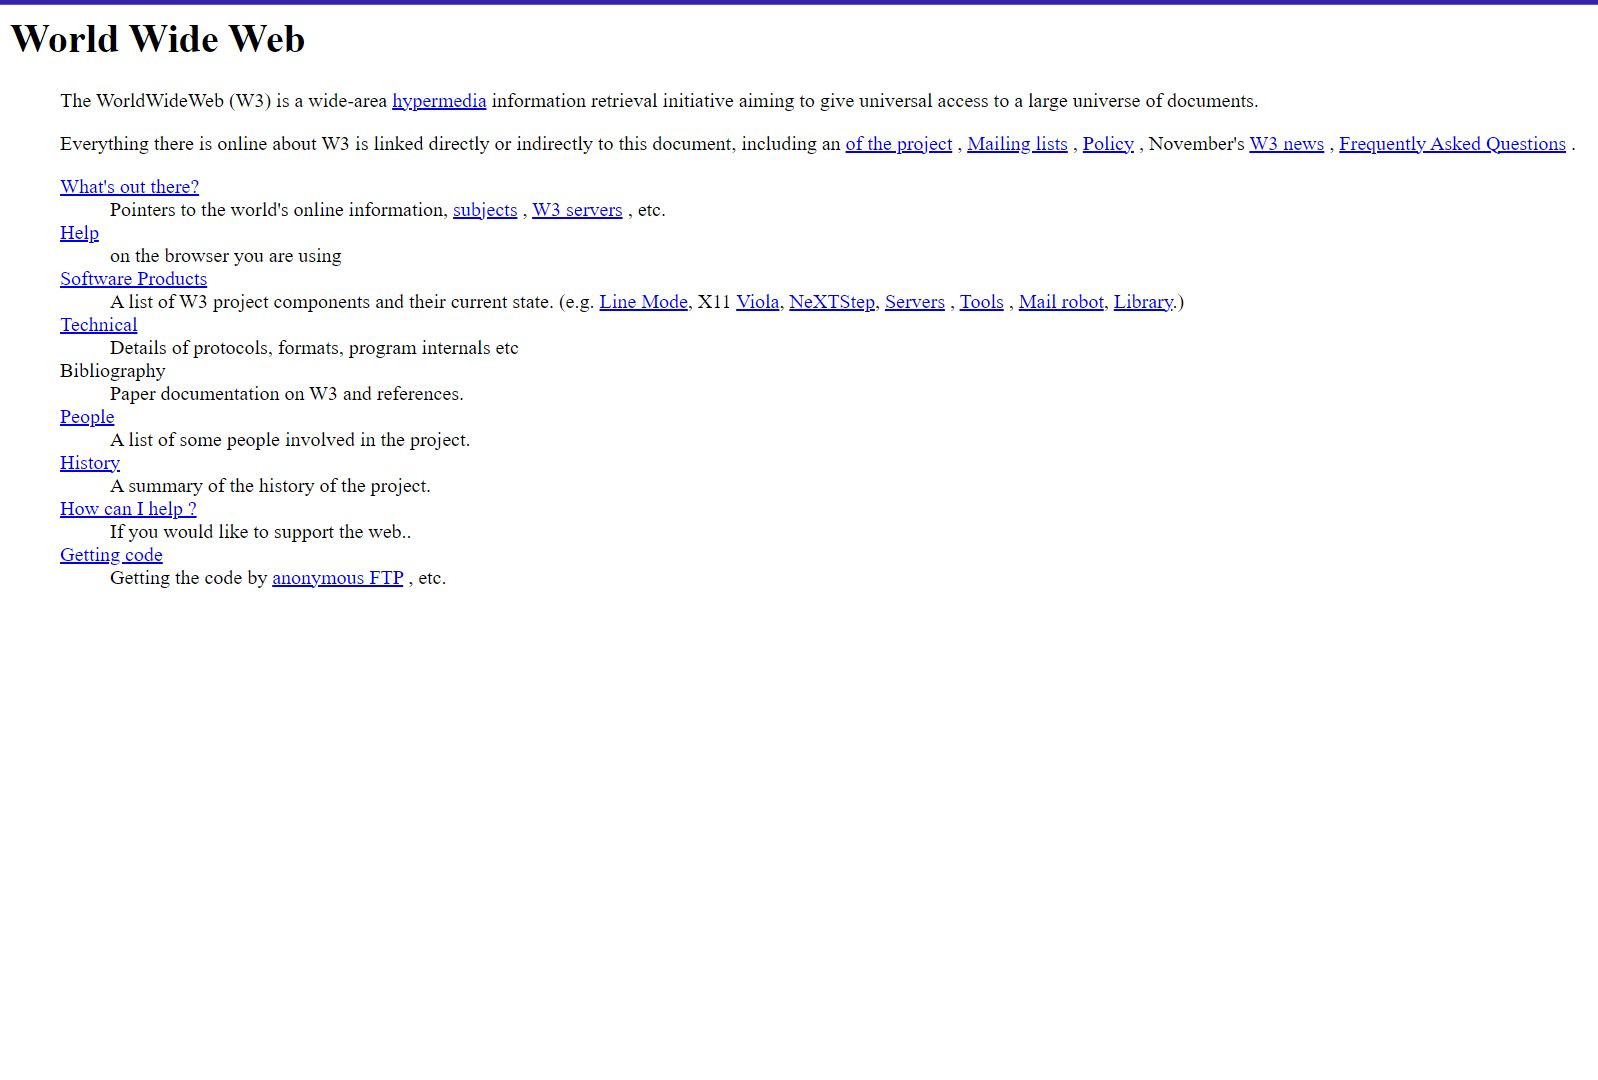 World Wide Web
The WorldWideWeb (W3) is a wide-area hypermedia information retrieval initiative aiming to give universal access to a large universe of documents.
Everything there is online about W3 is linked directly or indirectly to this document, including an of the project , Mailing lists , Policy , November's W3 news , Frequently Asked Questions .
What's out there?
Pointers to the world's online information, subjects , W3 servers , etc.
Help
on the browser you are using
Software Products
A list of W3 project components and their current state. (e.g. Line Mode, X11 Viola, NeXTStep, Servers , Tools , Mail robot, Library.)
Technical
Details of protocols, formats, program internals etc
Bibliography
Paper documentation on W3 and references.
People
A list of some people involved in the project.
History
A summary of the history of the project.
How can I help ?
If you would like to support the web..
Getting code
Getting the code by anonymous FTP , etc.